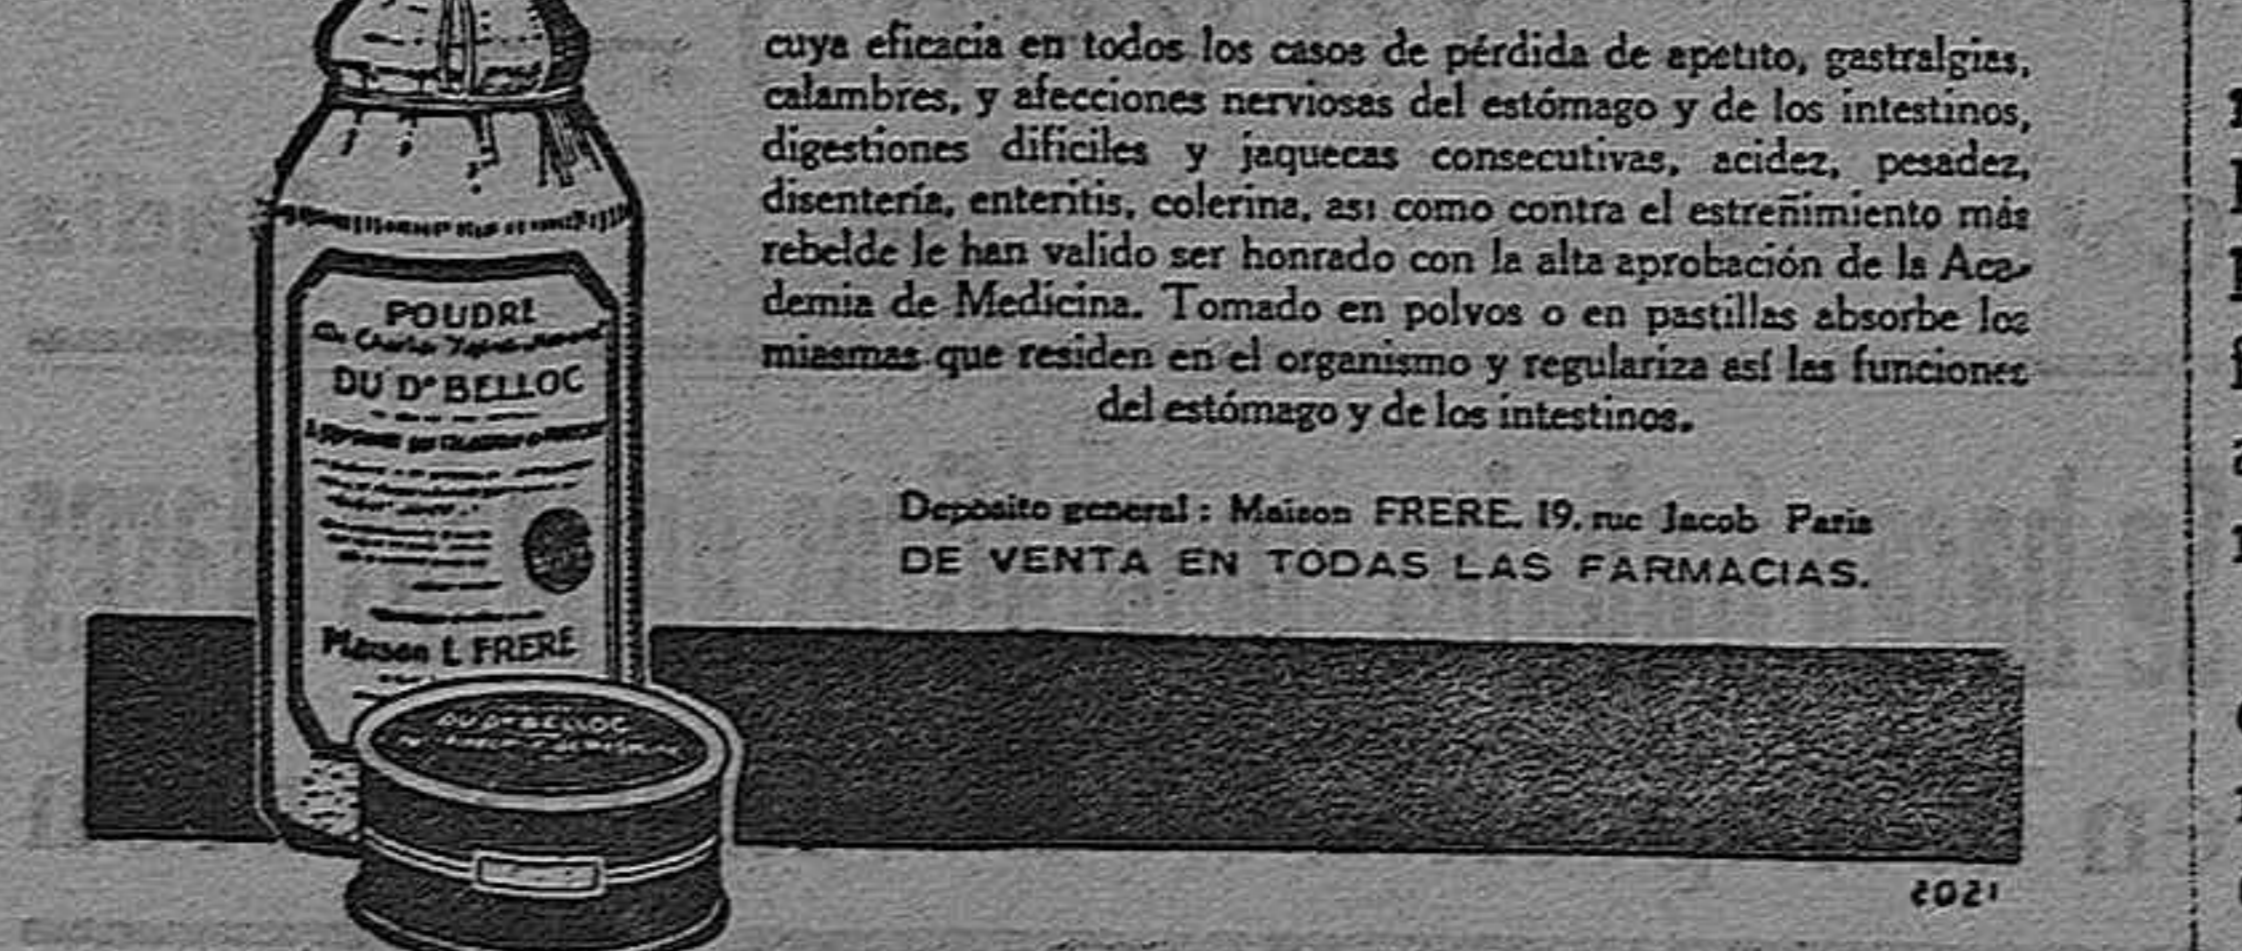 cuya eficacia en todos los casos de pérdida de apetito, gastralgias,
calambres, y afecciones nerviosas del estómago y de los intestinos,
digestiones dificiles y jaquecas consecutivas, acidez, pesadez,
disentería, enteritis, colerina, asi como contra el estreñimiento más
rebelde le han valido ser honrado con la alta aprobación de la Aca-
demia de Medicina. Tomado en polvos o en pastillas absorbe los
miasmas que residen en el organismo y regulariza así las funciones
del estómago y de los intestinos.
Deposito general : Maison FRERE, 19, rue Jacob Paris
DE VENTA EN TODAS LAS FARMACIAS.
POUDRE
DU Dr BELLOC
Maison L FRERE
DU Dr BELLOC